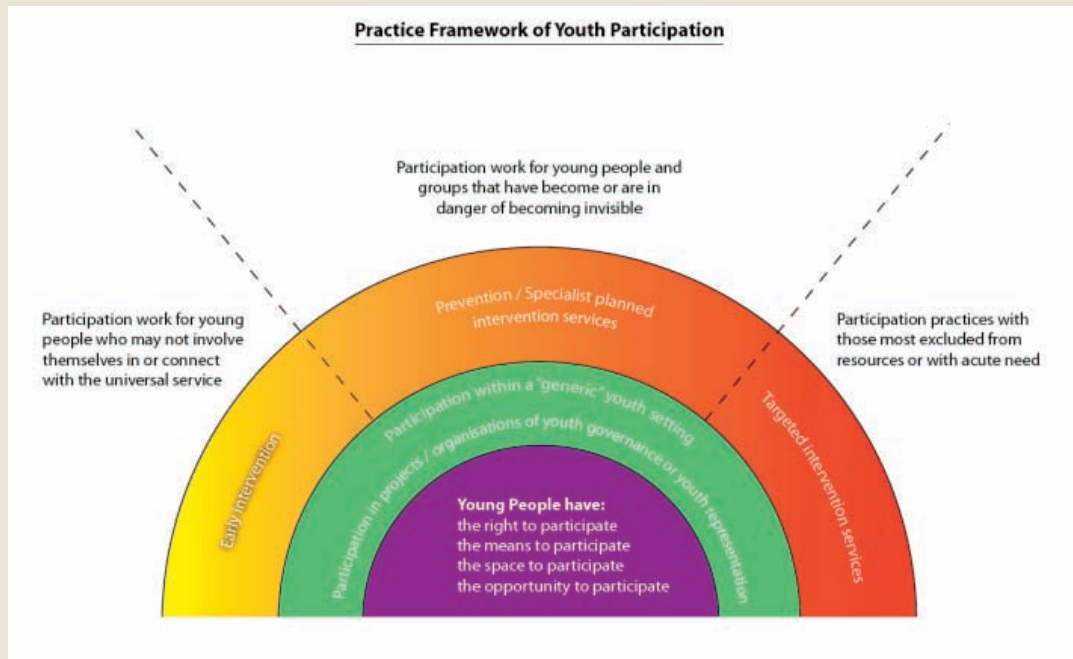 Practice Framework of Youth Participation
Participation work for young people and
groups that have become or are in
danger of becoming invisible
Participation work for young
people who may not involve
themselves in or connect
with the universal service
Participation practices with
those most excluded from
resources or with acute need
Early intervention
Prevention / Specialist planned
intervention services
Targeted intervention services
Participation within a "generic" youth setting
Participation in projects / organisations of youth governance or youth representation
Young People have:
the right to participate
the means to participate
the space to participate
the opportunity to participate